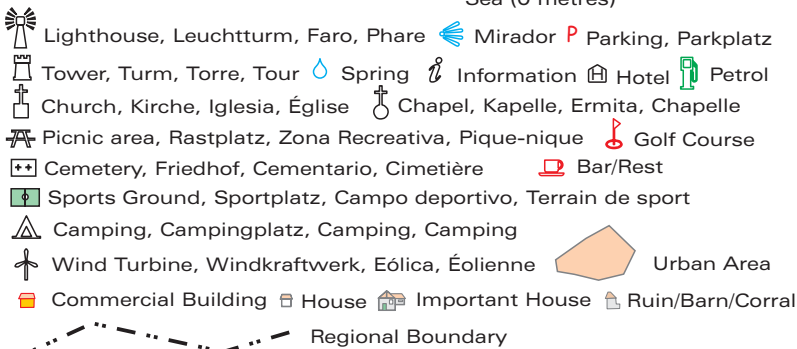 Sea (0 metres)
Lighthouse, Leuchtturm, Faro, Phare Mirador P Parking, Parkplatz
Tower, Turm, Torre, Tour Spring i Information H Hotel Petrol
Church, Kirche, Iglesia, Église Chapel, Kapelle, Ermita, Chapelle
Picnic area, Rastplatz, Zona Recreativa, Pique-nique Golf Course
Cemetery, Friedhof, Cementario, Cimetière Bar/Rest
Sports Ground, Sportplatz, Campo deportivo, Terrain de sport
Camping, Campingplatz, Camping, Camping
Wind Turbine, Windkraftwerk, Eólica, Éolienne Urban Area
Commercial Building House Important House Ruin/Barn/Corral
Regional Boundary